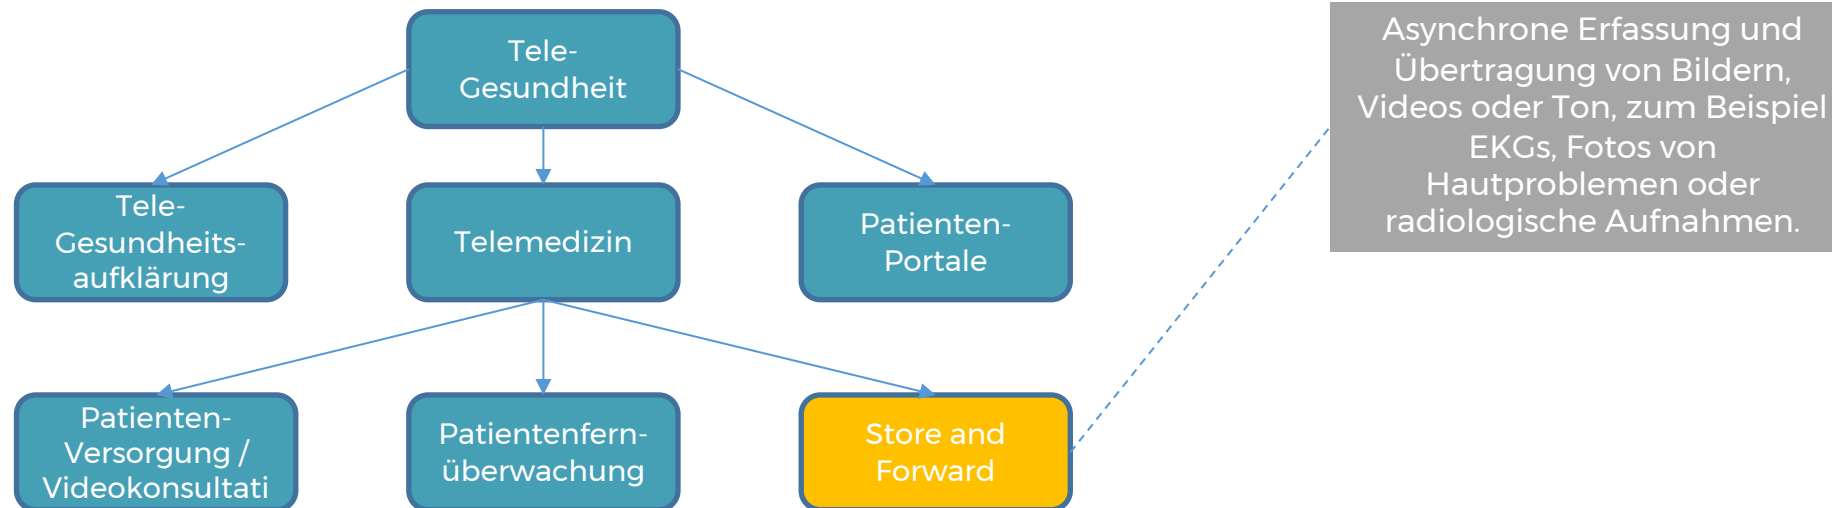 Tele-
Gesundheit
Asynchrone Erfassung und
Übertragung von Bildern,
Videos oder Ton, zum Beispiel
EKGs, Fotos von
Hautproblemen oder
radiologische Aufnahmen.
Tele-
Gesundheits-
aufklärung
Telemedizin
Patienten-
Portale
Patienten-
Versorgung /
Videokonsultati
Patientenfern-
überwachung
Store and
Forward